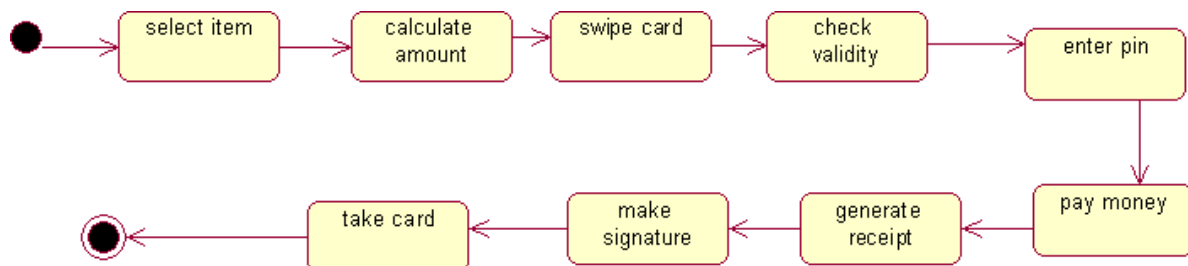 select item
calculate
amount
swipe card
check
validity
enter pin
pay money
generate
receipt
make
signature
take card